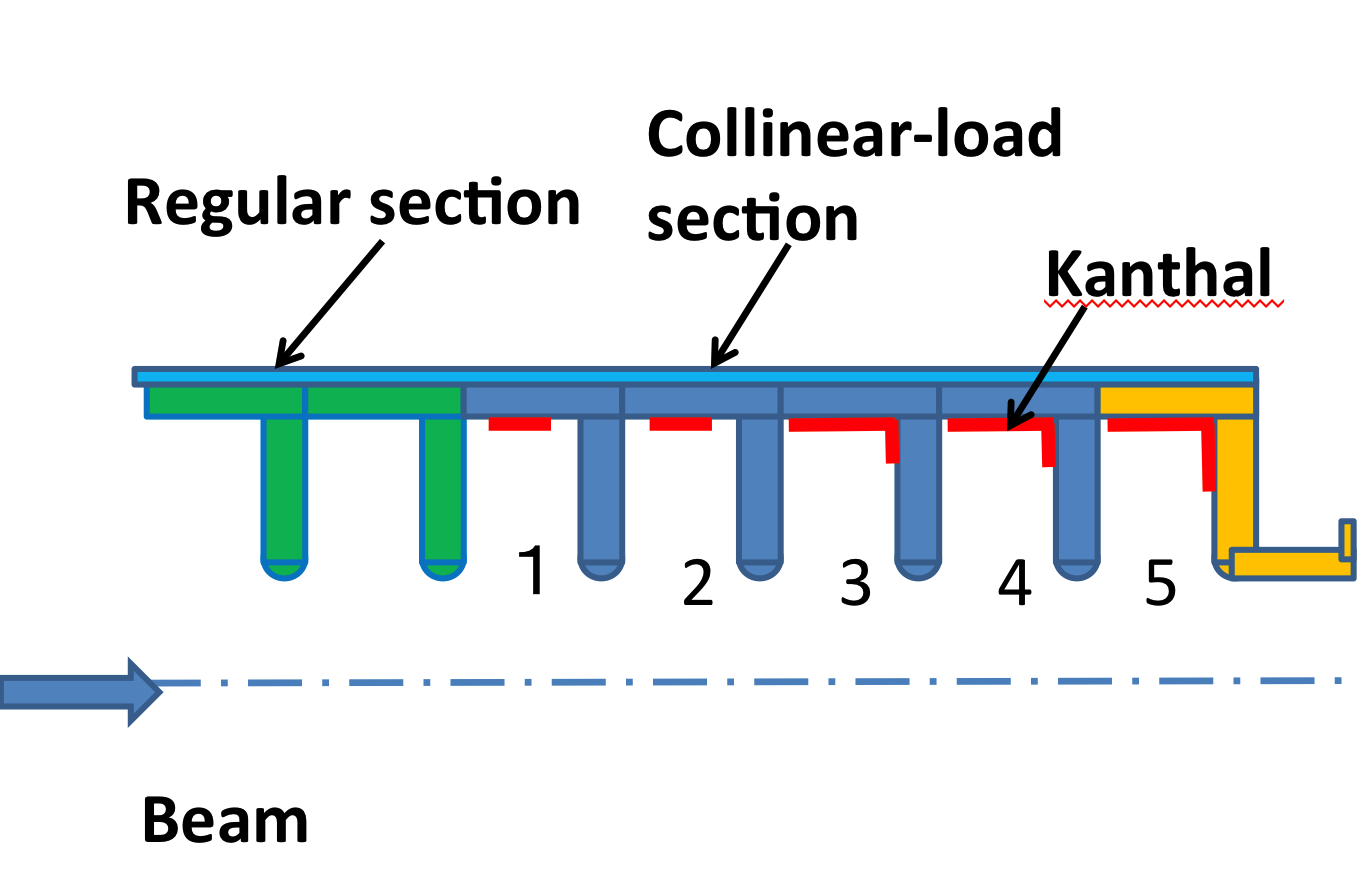 Collinear-load
section
Regular section
Kanthal
1
2
3
4
5
Beam